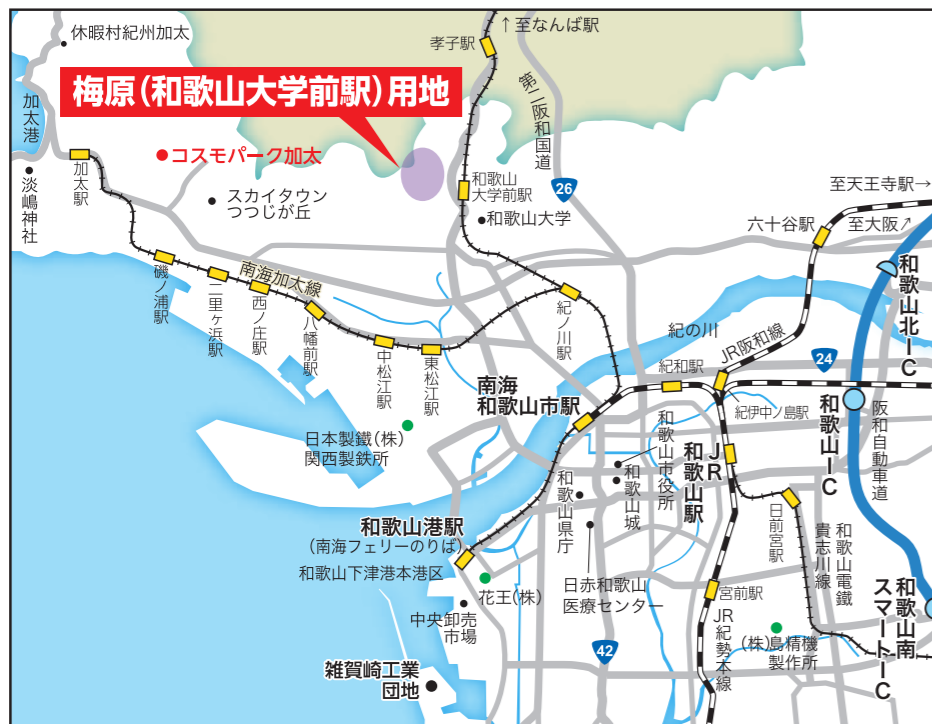 休暇村紀州加太
↑至なんば駅
孝子駅
第二阪和国道
梅原(和歌山大学前駅)用地
加太港
淡嶋神社
加太駅
コスモパーク加太
スカイタウン
つつじが丘
和歌山
大学前駅
和歌山大学
26
至天王寺駅→
六十谷駅
至大阪↗
和歌山北IC
磯ノ浦駅
二里ヶ浜駅
西ノ庄駅
南海加太線
八幡前駅
中松江駅
東松江駅
紀ノ川駅
紀の川
JR阪和線
24
紀和駅
紀伊中ノ島駅
和歌山IC
阪和自動車道
南海
和歌山市駅
日本製鐵(株)
関西製鉄所
和歌山市役所
和歌山城
和歌山県庁
JR
和歌山駅
日前宮駅
和歌山電鐵
貴志川線
和歌山港駅
(南海フェリーのりば)
和歌山下津港本港区
花王(株)
日赤和歌山
医療センター
中央卸売
市場
宮前駅
JR紀勢本線
(株)島精機
製作所
和歌山南
スマートIC
42
雑賀崎工業
団地